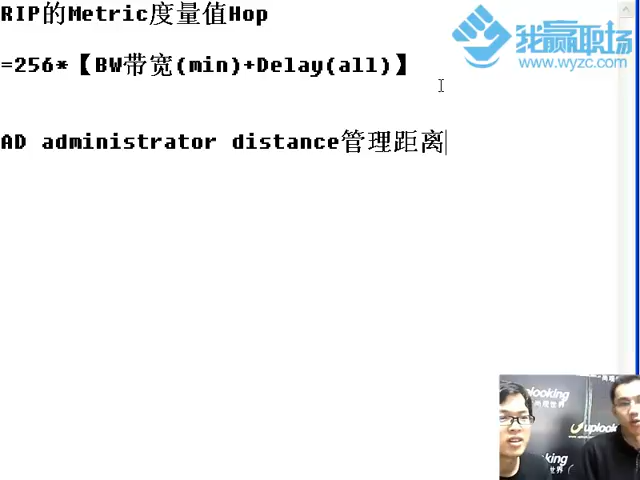 RIP的Metric度量值Hop
我赢职场
www.wyzc.com
=256*【BW带宽(min)+Delay(all)】
AD administrator distance管理距离
uplooking
uplooking